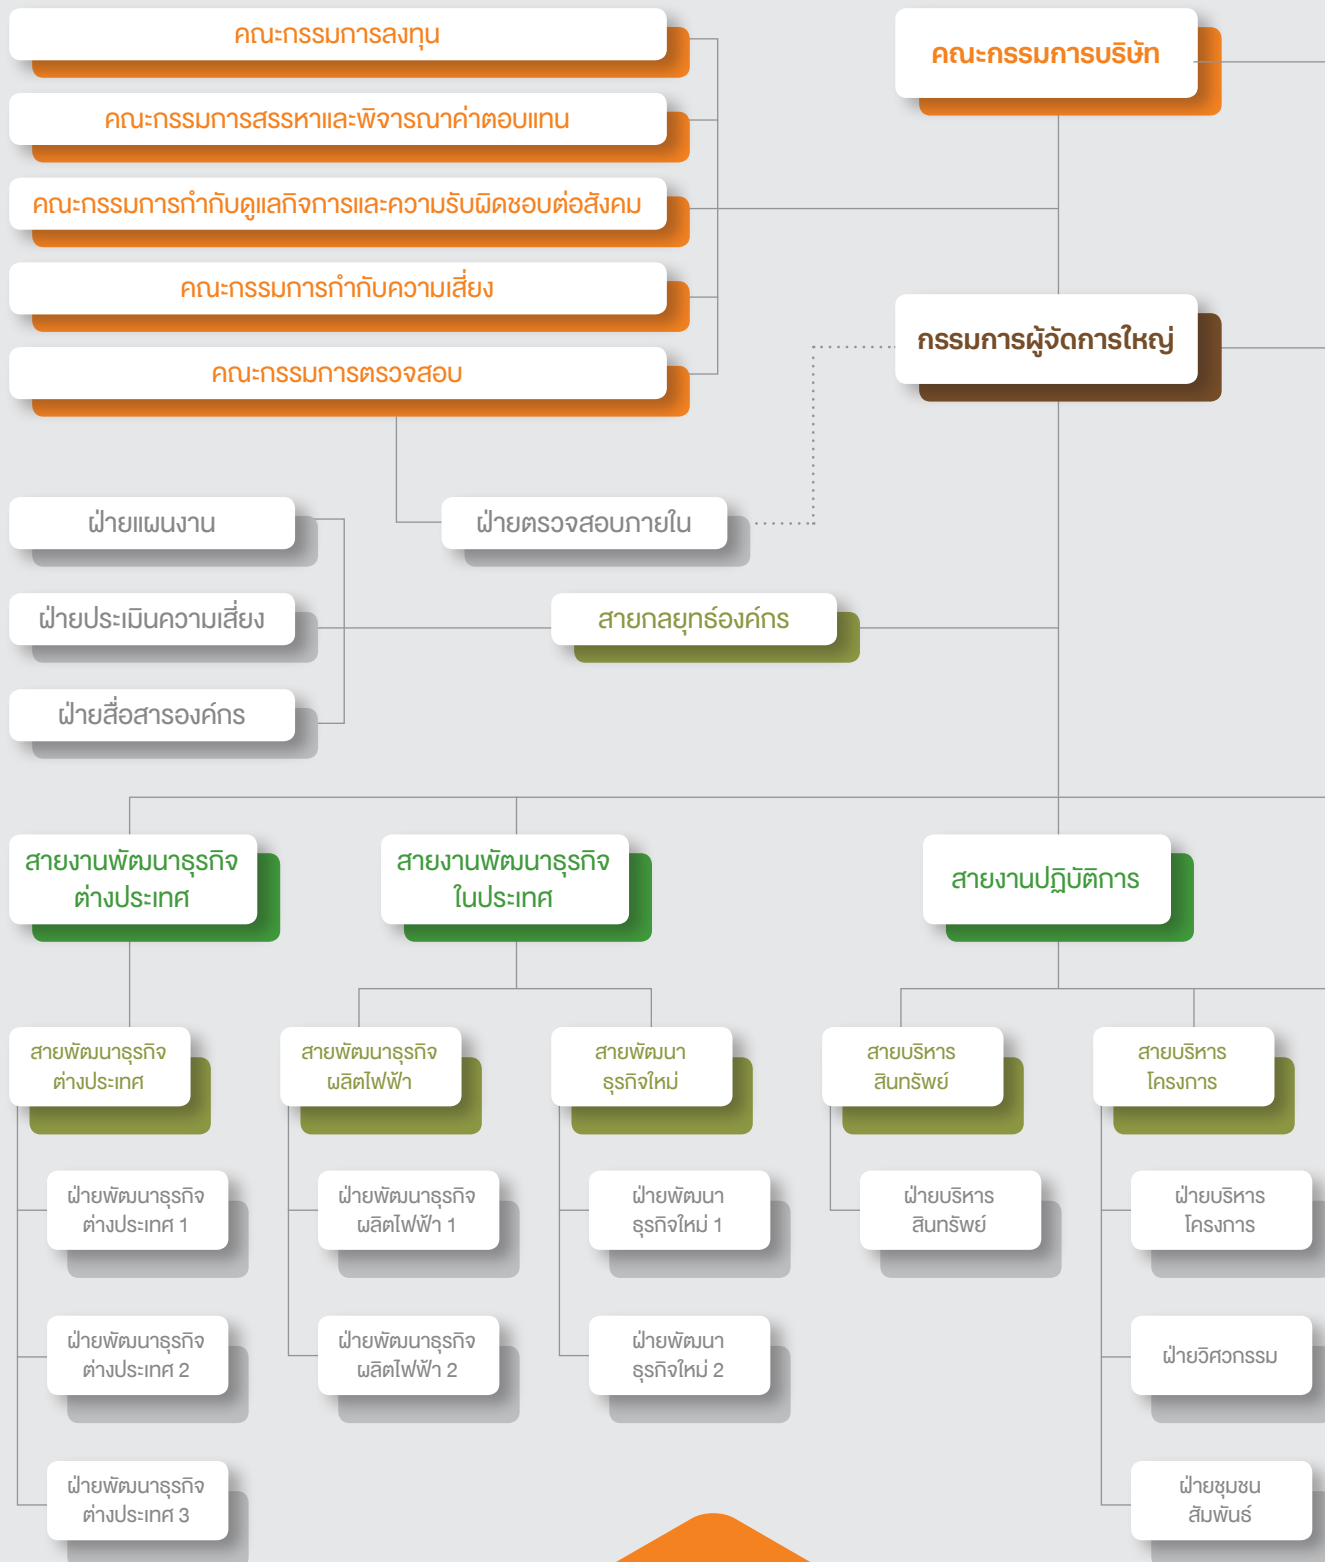 คณะกรรมการลงทุน
คณะกรรมการบริษัท
คณะกรรมการสรรหาและพิจารณาค่าตอบแทน
คณะกรรมการกำกับดูแลกิจการและความรับผิดชอบต่อสังคม
คณะกรรมการกำกับความเสี่ยง
กรรมการผู้จัดการใหญ่
คณะกรรมการตรวจสอบ
ฝ่ายแผนงาน
ฝ่ายตรวจสอบภายใน
ฝ่ายประเมินความเสี่ยง
สายกลยุทธ์องค์กร
ฝ่ายสื่อสารองค์กร
สายงานพัฒนาธุรกิจ
ต่างประเทศ
สายงานพัฒนาธุรกิจ
ในประเทศ
สายงานปฏิบัติการ
สายพัฒนาธุรกิจ
ต่างประเทศ
สายพัฒนาธุรกิจ
ผลิตไฟฟ้า
สายพัฒนา
ธุรกิจใหม่
สายบริหาร
สินทรัพย์
สายบริหาร
โครงการ
ฝ่ายพัฒนาธุรกิจ
ต่างประเทศ 1
ฝ่ายพัฒนาธุรกิจ
ผลิตไฟฟ้า 1
ฝ่ายพัฒนา
ธุรกิจใหม่ 1
ฝ่ายบริหาร
สินทรัพย์
ฝ่ายบริหาร
โครงการ
ฝ่ายพัฒนาธุรกิจ
ต่างประเทศ 2
ฝ่ายพัฒนาธุรกิจ
ผลิตไฟฟ้า 2
ฝ่ายพัฒนา
ธุรกิจใหม่ 2
ฝ่ายวิศวกรรม
ฝ่ายพัฒนาธุรกิจ
ต่างประเทศ 3
ฝ่ายชุมชน
สัมพันธ์